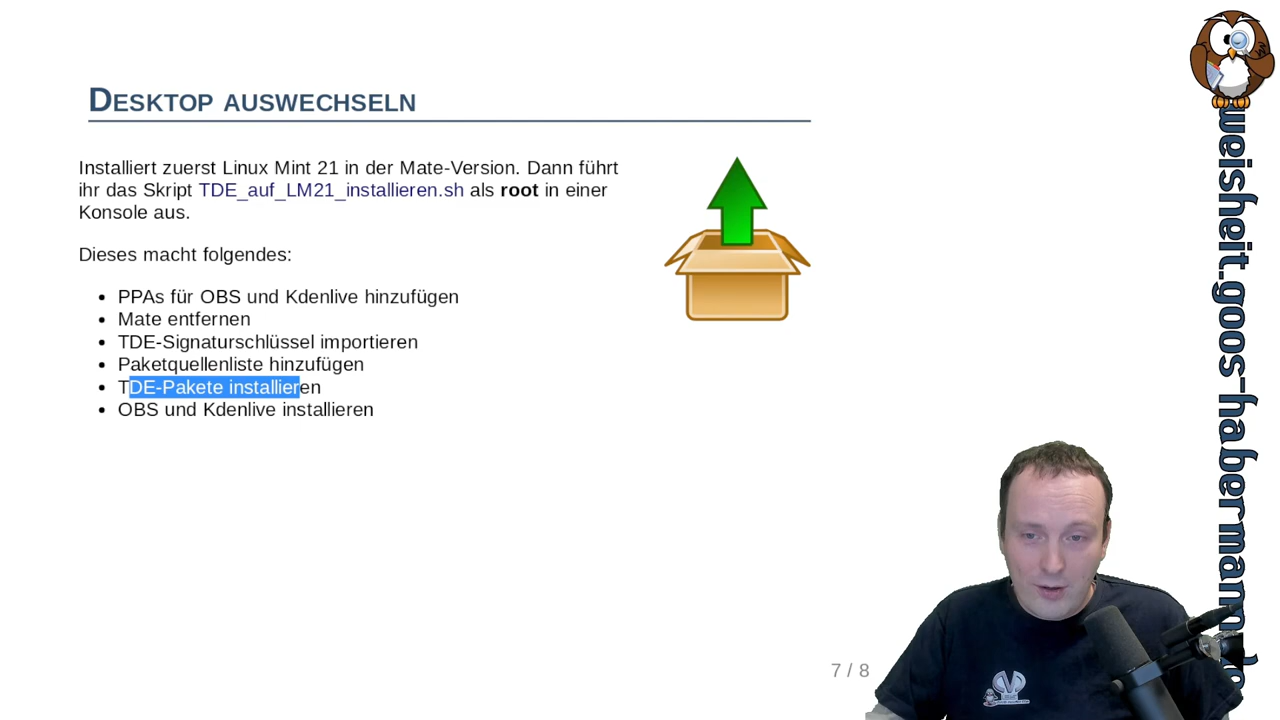 DESKTOP AUSWECHSELN
Installiert zuerst Linux Mint 21 in der Mate-Version. Dann führt
ihr das Skript TDE_auf_LM21_installieren.sh als root in einer
Konsole aus.
Dieses macht folgendes:
• PPAs für OBS und Kdenlive hinzufügen
• Mate entfernen
• TDE-Signaturschlüssel importieren
• Paketquellenliste hinzufügen
• TDE-Pakete installieren
• OBS und Kdenlive installieren
7 / 8
weisheit.goos-habermann.de